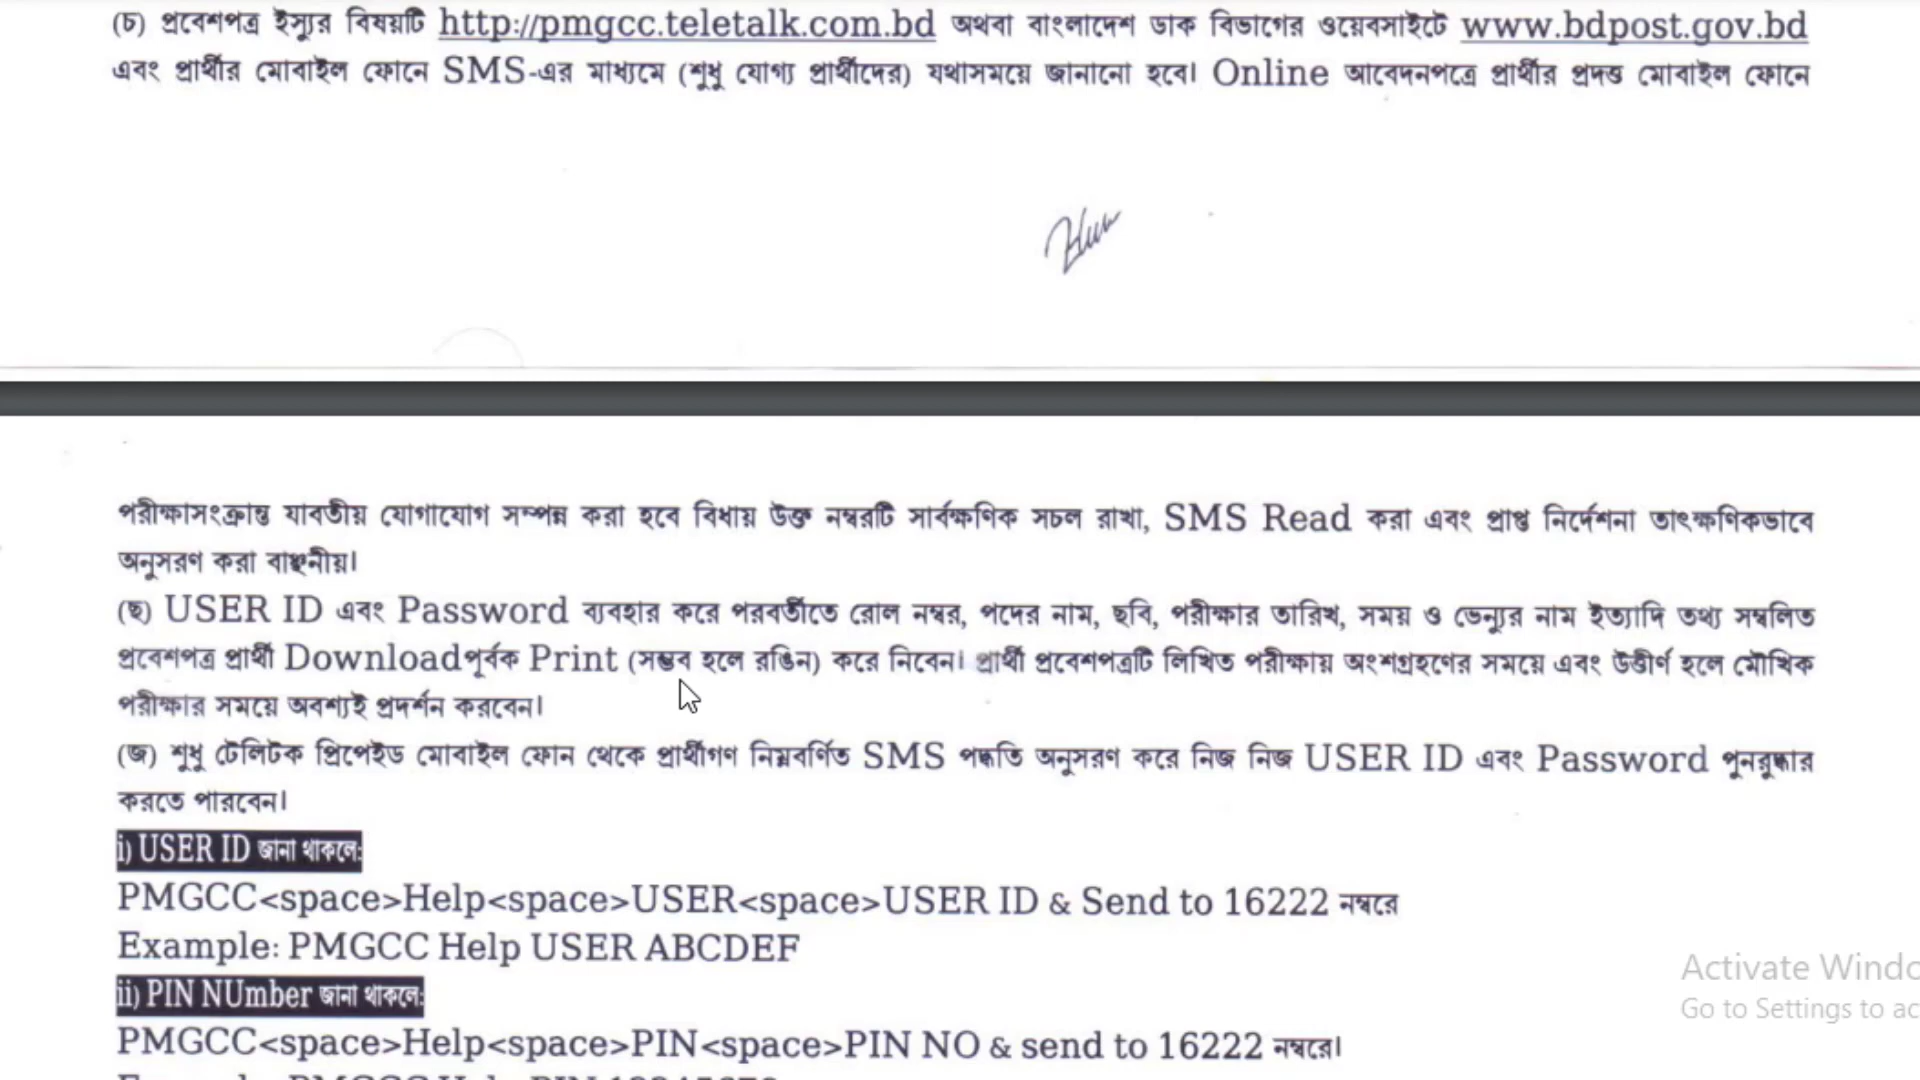 (চ) প্রবেশপত্র ইস্যুর বিষয়টি http://pmgcc.teletalk.com.bd অথবা বাংলাদেশ ডাক বিভাগের ওয়েবসাইটে www.bdpost.gov.bd
এবং প্রার্থীর মোবাইল ফোনে SMS-এর মাধ্যমে (শুধু যোগ্য প্রার্থীদের) যথাসময়ে জানানো হবে। Online আবেদনপত্রে প্রার্থীর প্রদত্ত মোবাইল ফোনে
পরীক্ষাসংক্রান্ত যাবতীয় যোগাযোগ সম্পন্ন করা হবে বিধায় উক্ত নম্বরটি সার্বক্ষণিক সচল রাখা, SMS Read করা এবং প্রাপ্ত নির্দেশনা তাৎক্ষণিকভাবে
অনুসরণ করা বাঞ্ছনীয়।
(ছ) USER ID এবং Password ব্যবহার করে পরবর্তীতে রোল নম্বর, পদের নাম, ছবি, পরীক্ষার তারিখ, সময় ও ভেন্যুর নাম ইত্যাদি তথ্য সম্বলিত
প্রবেশপত্র প্রার্থী Downloadপূর্বক Print (সম্ভব হলে রঙিন) করে নিবেন। প্রার্থী প্রবেশপত্রটি লিখিত পরীক্ষায় অংশগ্রহণের সময়ে এবং উত্তীর্ণ হলে মৌখিক
পরীক্ষার সময়ে অবশ্যই প্রদর্শন করবেন।
(জ) শুধু টেলিটক প্রিপেইড মোবাইল ফোন থেকে প্রার্থীগণ নিম্নবর্ণিত SMS পদ্ধতি অনুসরণ করে নিজ নিজ USER ID এবং Password পুনরুদ্ধার
করতে পারবেন।
i) USER ID জানা থাকলে:
PMGCC<space>Help<space>USER<space>USER ID & Send to 16222 নম্বরে
Example: PMGCC Help USER ABCDEF
ii) PIN NUmber জানা থাকলে:
PMGCC<space>Help<space>PIN<space>PIN NO & send to 16222 নম্বরে।
Activate Windo
Go to Settings to ac